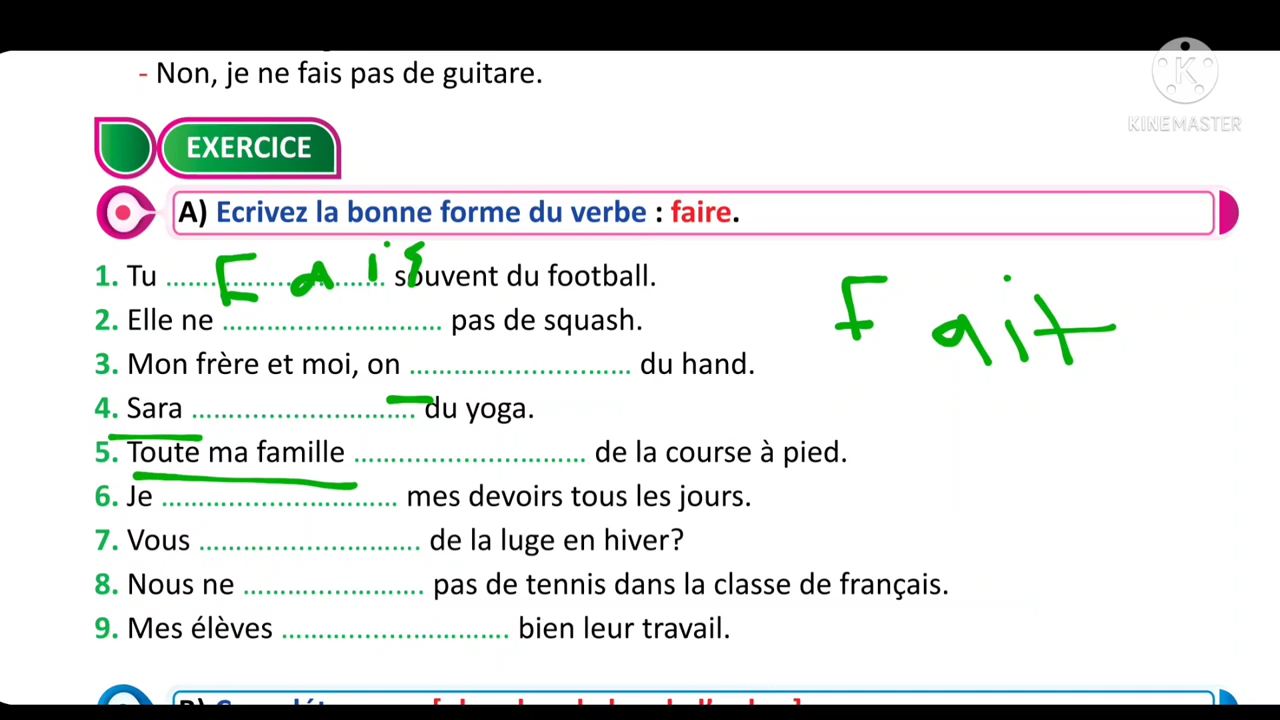 - Non, je ne fais pas de guitare.
KINEMASTER
EXERCICE
A) Ecrivez la bonne forme du verbe : faire.
1. Tu ........Fais........ souvent du football.
Fait
2. Elle ne ................................ pas de squash.
3. Mon frère et moi, on ................................ du hand.
4. Sara ................................ du yoga.
5. Toute ma famille ................................ de la course à pied.
6. Je ................................ mes devoirs tous les jours.
7. Vous ................................ de la luge en hiver?
8. Nous ne .......................... pas de tennis dans la classe de français.
9. Mes élèves ................................ bien leur travail.